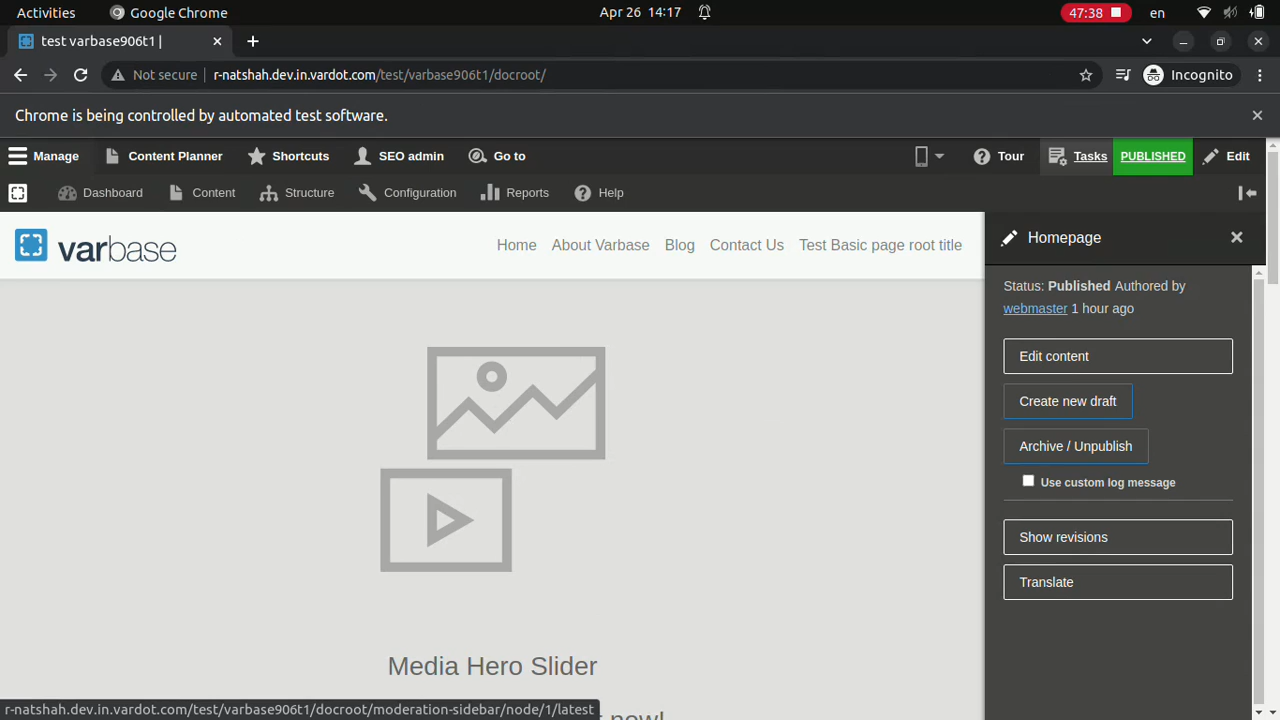 Activities
Google Chrome
Apr 26 14:17
47:38
en
test varbase906t1 |
Not secure
r-natshah.dev.in.vardot.com/test/varbase906t1/docroot/
Incognito
Chrome is being controlled by automated test software.
Manage
Content Planner
Shortcuts
SEO admin
Go to
Tour
Tasks
PUBLISHED
Edit
Dashboard
Content
Structure
Configuration
Reports
Help
varbase
Home
About Varbase
Blog
Contact Us
Test Basic page root title
Homepage
Status: Published Authored by
webmaster 1 hour ago
Edit content
Create new draft
Archive / Unpublish
Use custom log message
Show revisions
Translate
Media Hero Slider
now!
r-natshah.dev.in.vardot.com/test/varbase906t1/docroot/moderation-sidebar/node/1/latest